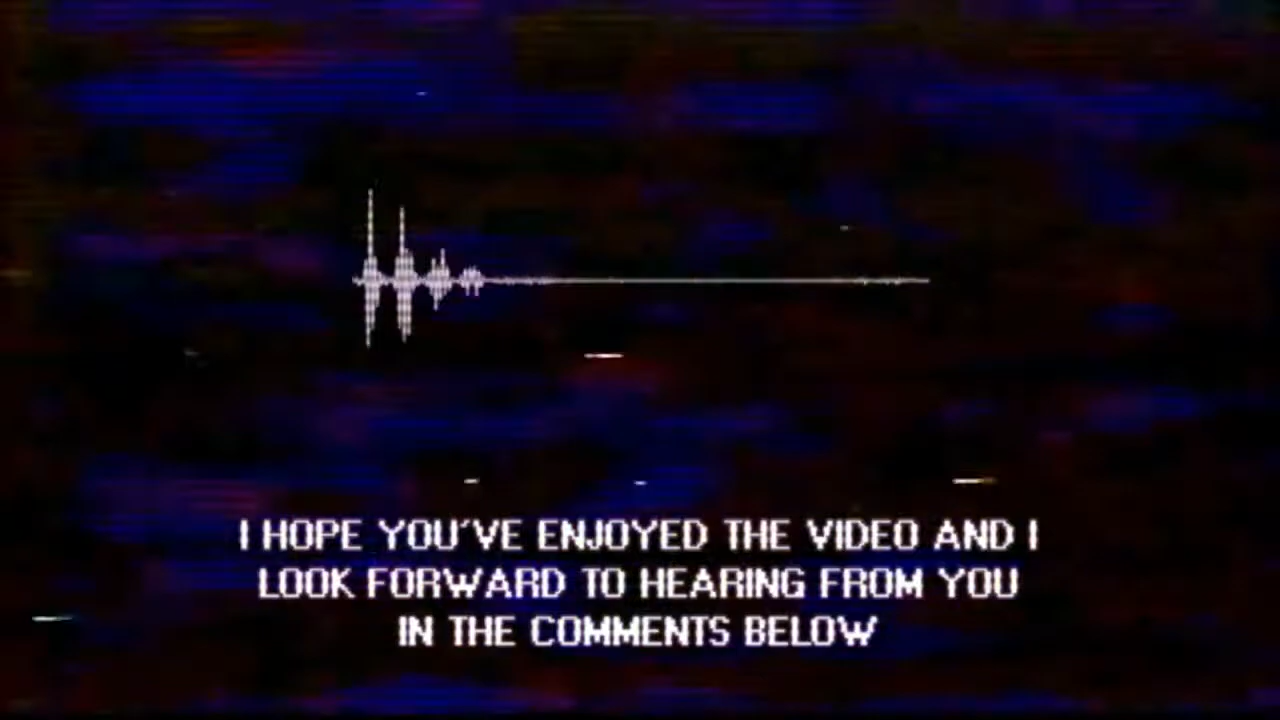 I HOPE YOU'VE ENJOYED THE VIDEO AND I
LOOK FORWARD TO HEARING FROM YOU
IN THE COMMENTS BELOW